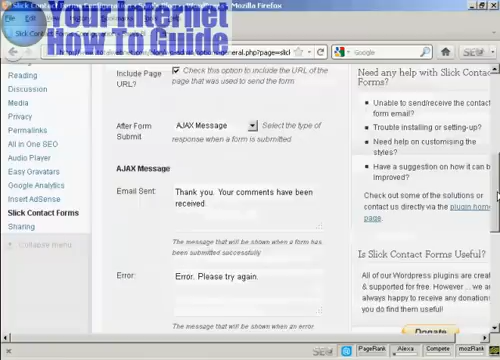 Mozilla Firefox
Your Internet
How To Guide
Google
Reading
Discussion
Media
Privacy
Permalinks
All in One SEO
Audio Player
Easy Gravatars
Google Analytics
Insert AdSense
Slick Contact Forms
Sharing
Collapse menu
Include Page
URL?
Check this option to include the URL of the
page that was used to send the form
After Form
Submit
AJAX Message
Select the type of
response when a form is submitted
AJAX Message
Email Sent:
Thank you. Your comments have been
received.
The message that will be shown when a form has
been submitted successfully
Error:
Error. Please try again.
The message that will be shown when an error
Need any help with Slick Contact
Forms?
Unable to send/receive the contact
form email?
Trouble installing or setting-up?
Need help on customising the
styles?
Have a suggestion on how it can b
improved?
Check out some of the solutions or
contact us directly via the plugin home
page.
Is Slick Contact Forms Useful?
All of our Wordpress plugins are crea
& supported for free. However ... we a
always happy to receive any donations
you find them useful!
Donate
PageRank
Alexa
Compete
mozRank